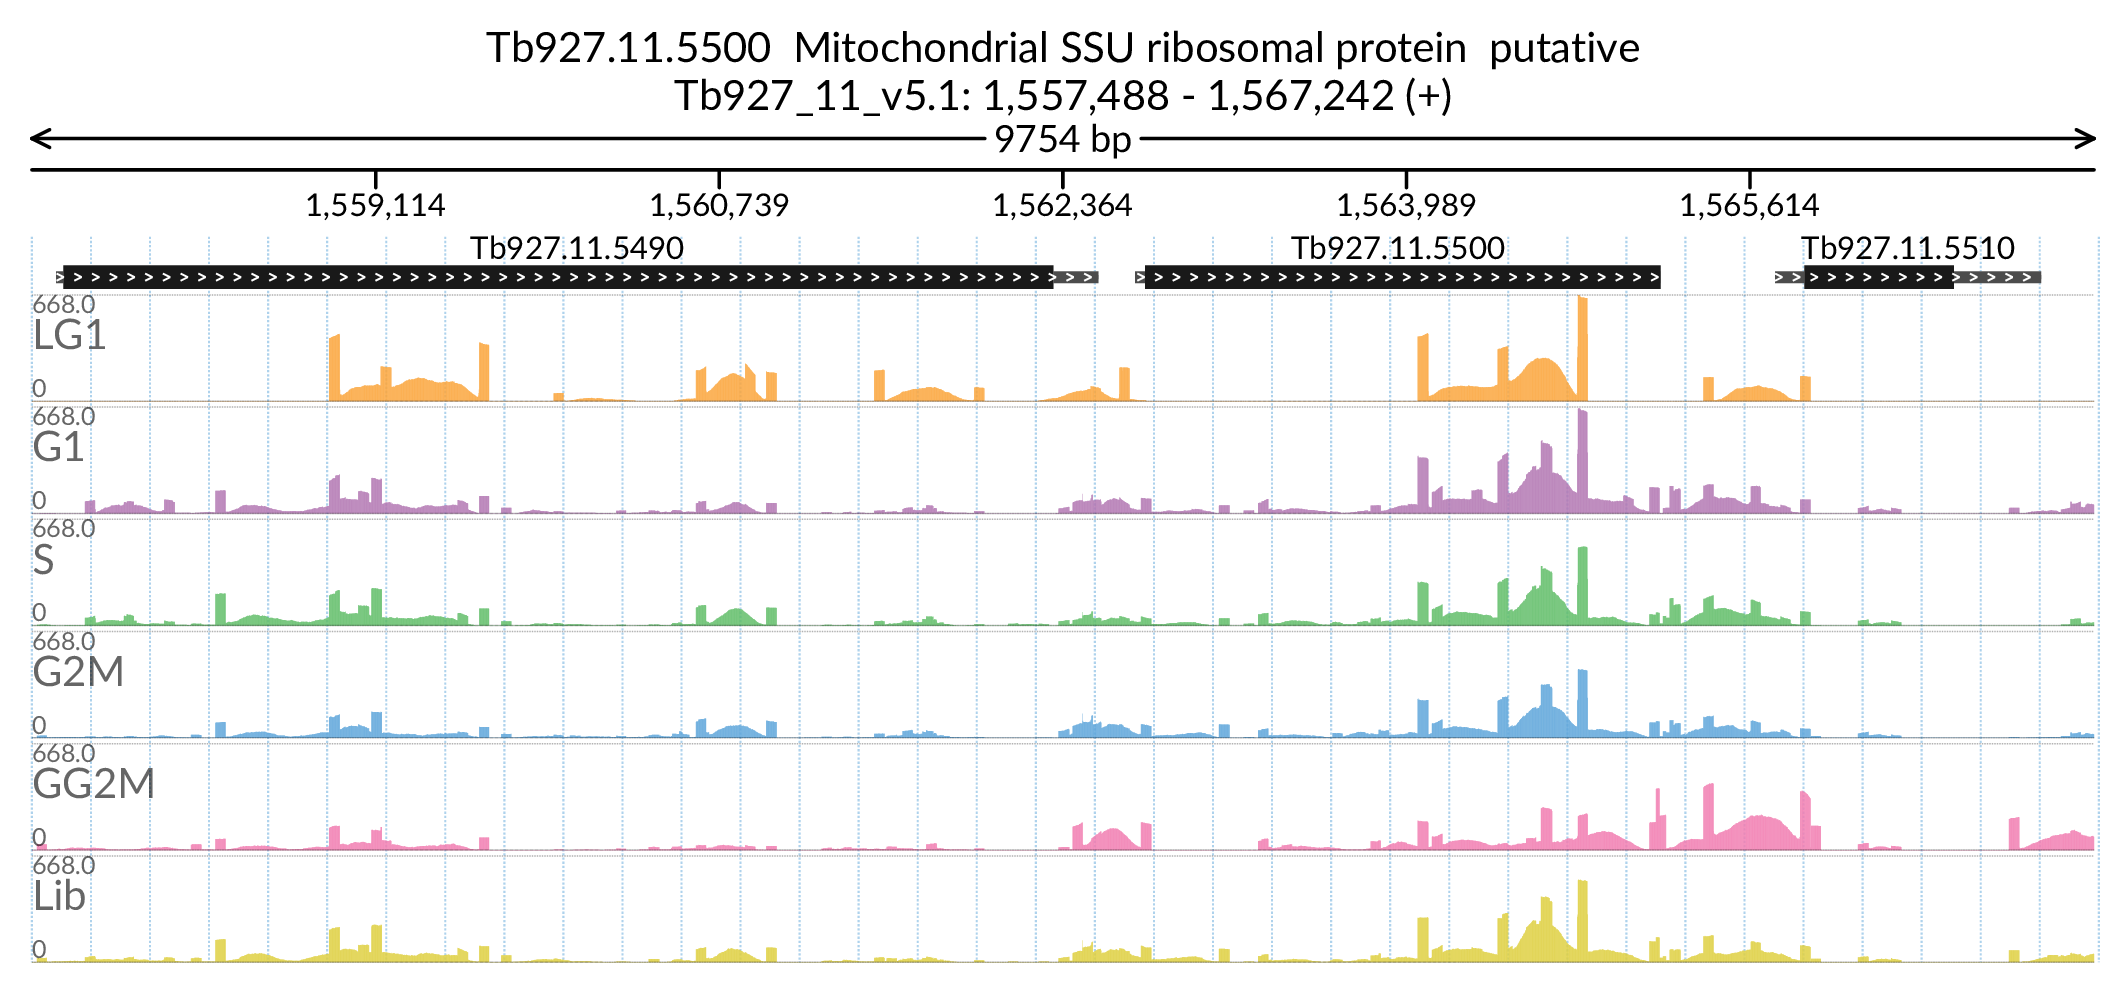 Tb927.11.5500  Mitochondrial SSU ribosomal protein  putative
Tb927_11_v5.1: 1,557,488 - 1,567,242 (+)
9754 bp
1,559,114 1,560,739 1,562,364 1,563,989 1,565,614
Tb927.11.5490 Tb927.11.5500 Tb927.11.5510
668.0
LG1
0
668.0
G1
0
668.0
S
0
668.0
G2M
0
668.0
GG2M
0
668.0
Lib
0